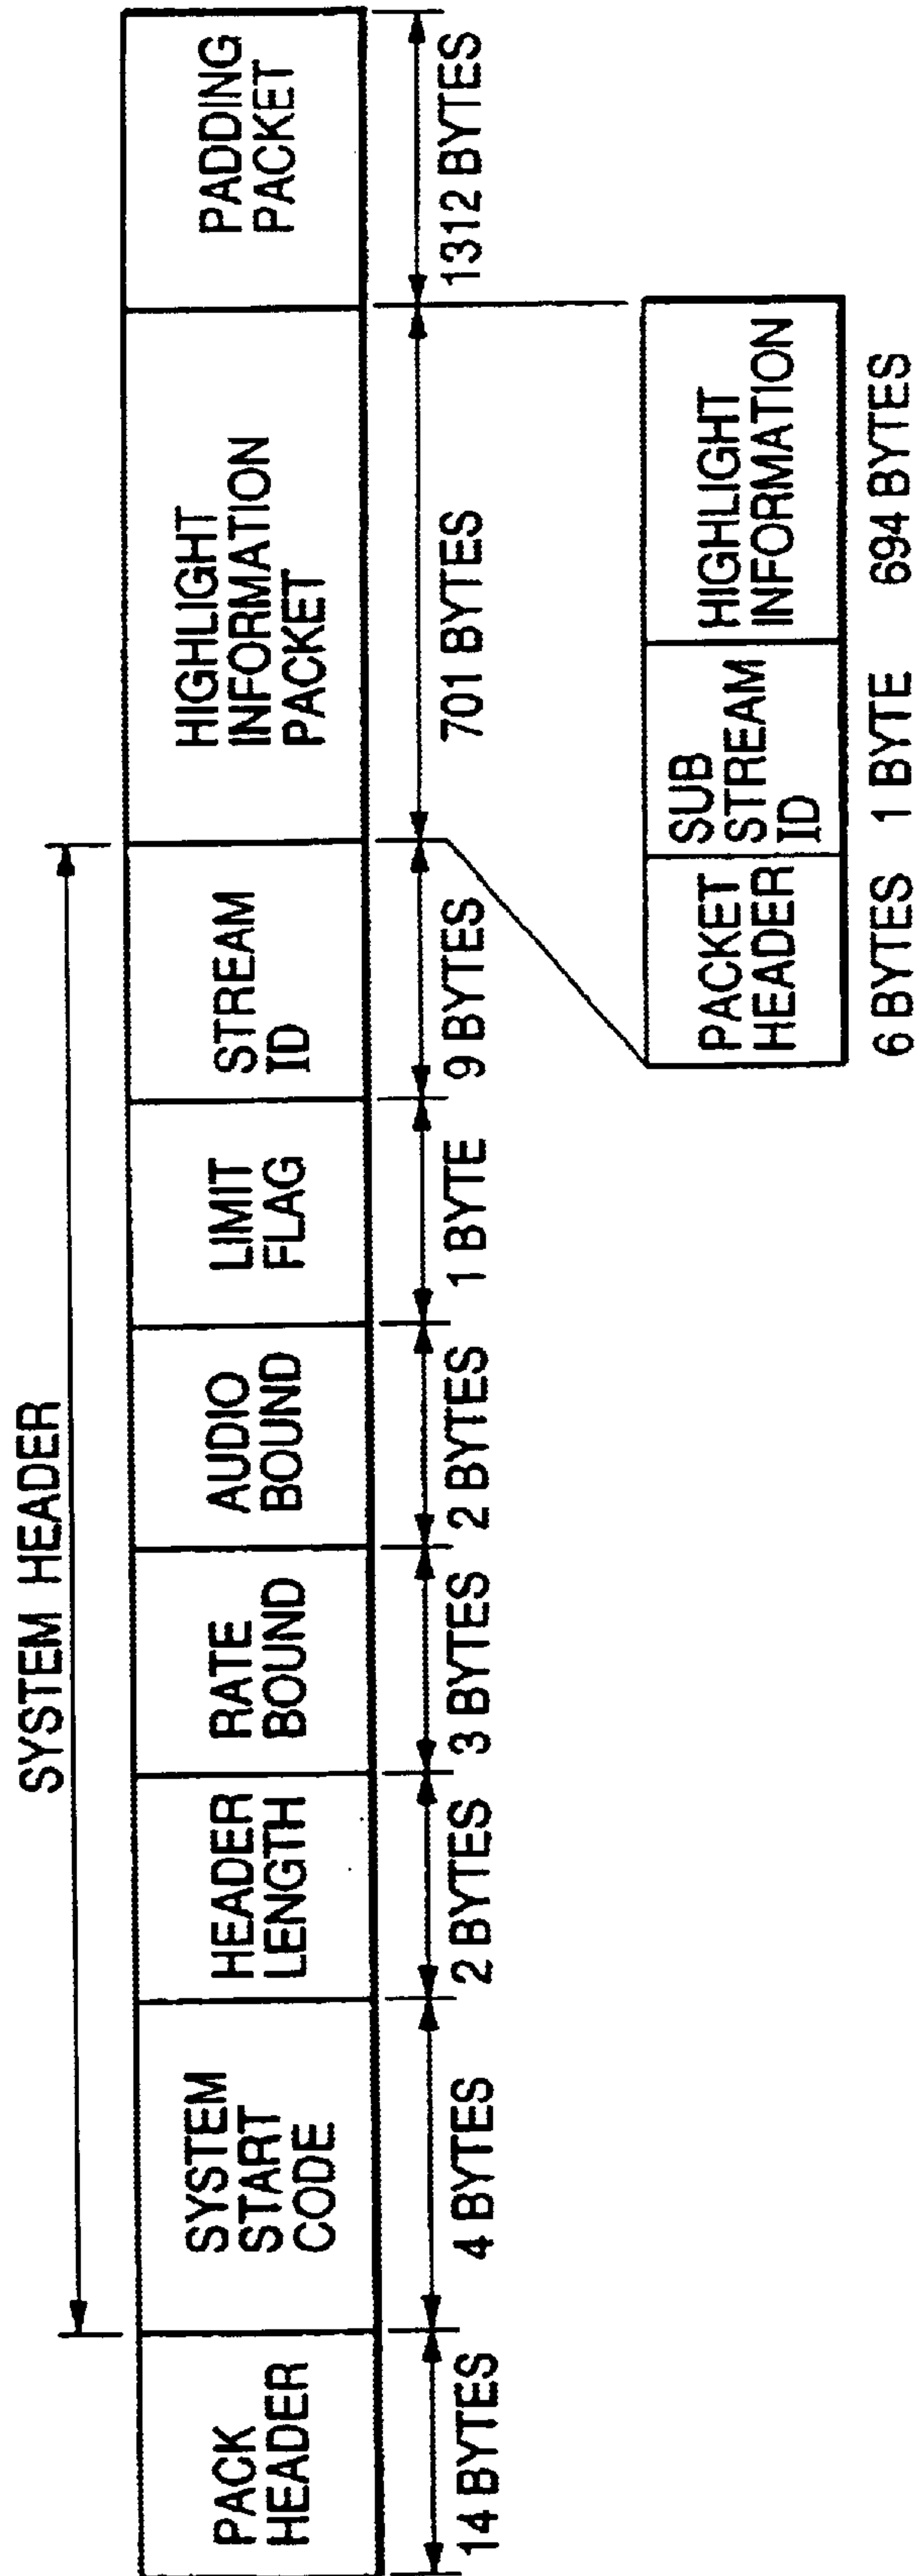 SYSTEM HEADER
PACK
HEADER
SYSTEM
START
CODE
HEADER
LENGTH
RATE
BOUND
AUDIO
BOUND
LIMIT
FLAG
STREAM
ID
HIGHLIGHT
INFORMATION
PACKET
PADDING
PACKET
14 BYTES
4 BYTES
2 BYTES
3 BYTES
2 BYTES
1 BYTE
9 BYTES
701 BYTES
1312 BYTES
PACKET
HEADER
SUB
STREAM
ID
HIGHLIGHT
INFORMATION
6 BYTES
1 BYTE
694 BYTES